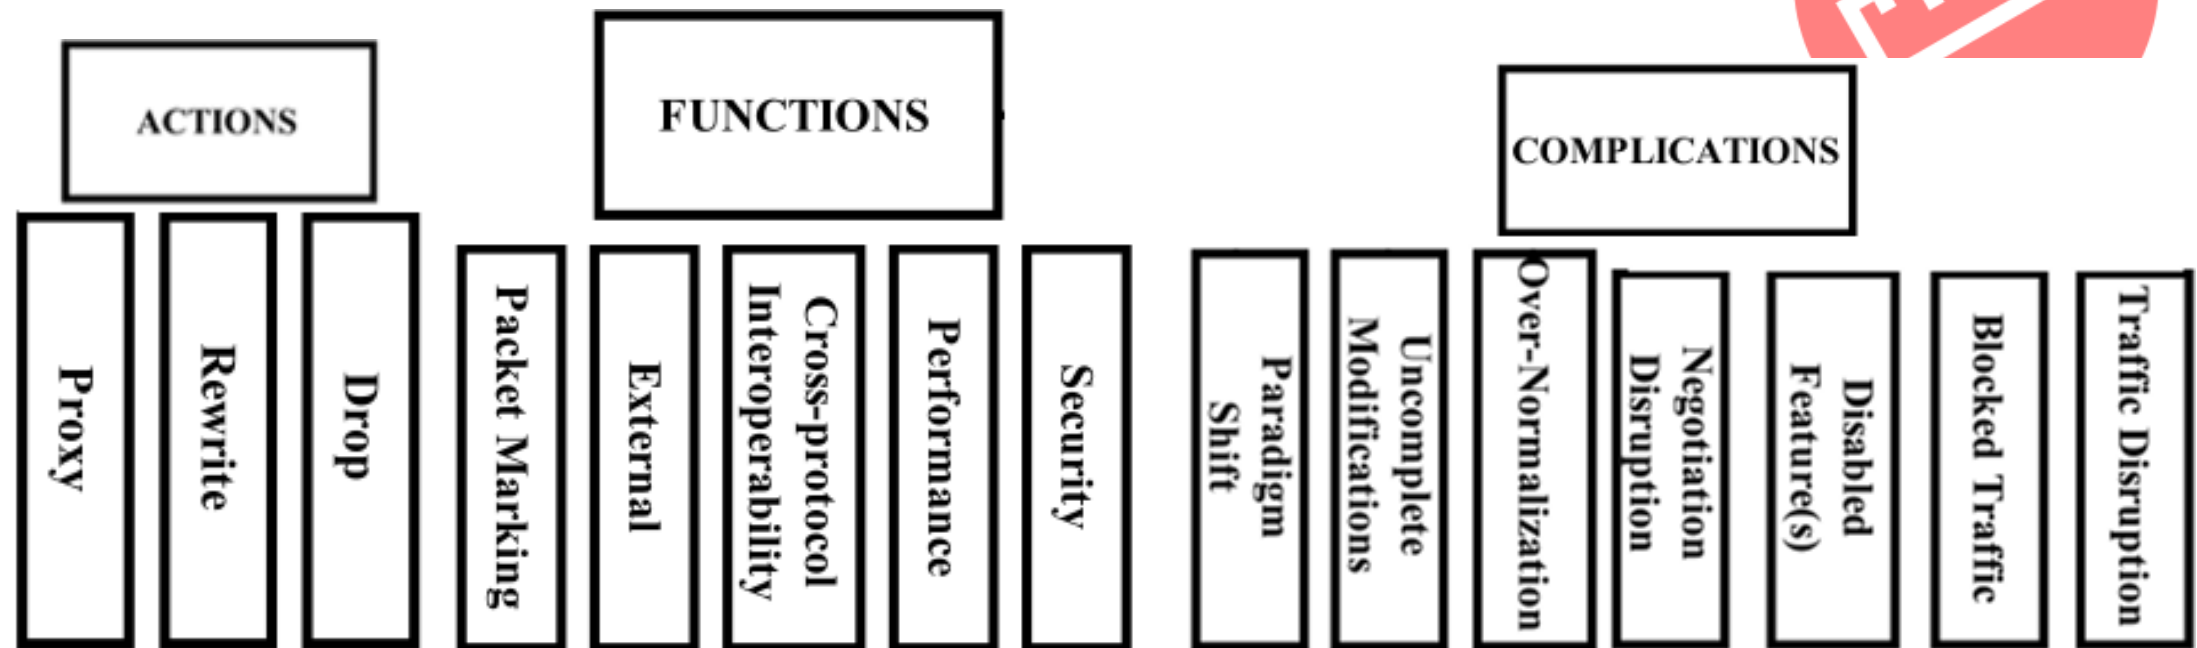 ACTIONS
FUNCTIONS
COMPLICATIONS
Proxy
Rewrite
Drop
Packet Marking
External
Cross-protocol
Interoperability
Performance
Security
Paradigm
Shift
Uncomplete
Modifications
Over-Normalization
Negotiation
Disruption
Disabled
Feature(s)
Blocked Traffic
Traffic Disruption